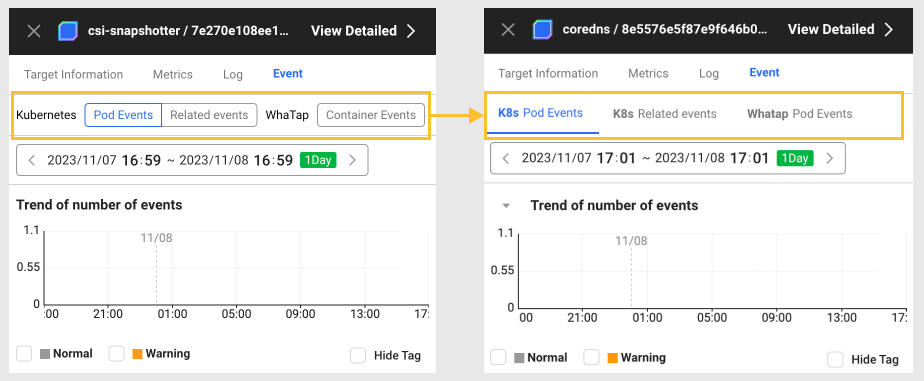 csi-snapshotter / 7e270e108ee1... View Detailed
Target Information Metrics Log Event
Kubernetes Pod Events Related events WhaTap Container Events
2023/11/07 16:59 ~ 2023/11/08 16:59 1Day
Trend of number of events
1.1
11/08
0.55
0
:00 21:00 01:00 05:00 09:00 13:00 17:
Normal Warning Hide Tag
coredns / 8e5576e5f87e9f646b0... View Detailed
Target Information Metrics Log Event
K8s Pod Events K8s Related events Whatap Pod Events
2023/11/07 17:01 ~ 2023/11/08 17:01 1Day
Trend of number of events
1.1
11/08
0.55
0
00 21:00 01:00 05:00 09:00 13:00 17:
Normal Warning Hide Tag